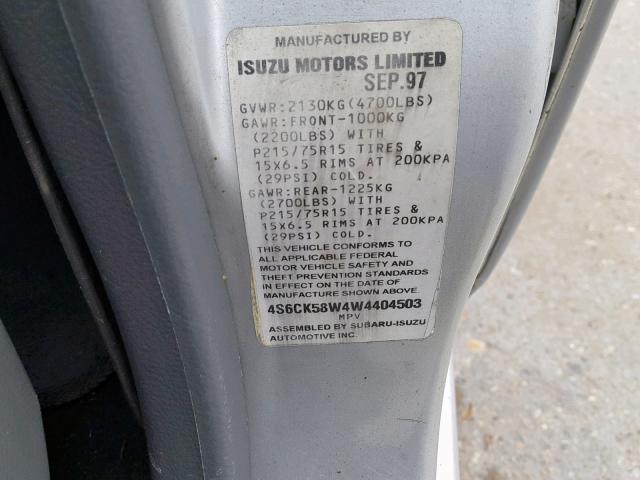 MANUFACTURED BY
ISUZU MOTORS LIMITED
SEP.97
GVWR:2130KG(4700LBS)
GAWR:FRONT-1000KG
(2200LBS) WITH
P215/75R15 TIRES &
15X6.5 RIMS AT 200KPA
(29PSI) COLD.
GAWR:REAR-1225KG
(2700LBS) WITH
P215/75R15 TIRES &
15X6.5 RIMS AT 200KPA
(29PSI) COLD.
THIS VEHICLE CONFORMS TO
ALL APPLICABLE FEDERAL
MOTOR VEHICLE SAFETY AND
THEFT PREVENTION STANDARDS
IN EFFECT ON THE DATE OF
MANUFACTURE SHOWN ABOVE.
4S6CK58W4W4404503
MPV
ASSEMBLED BY SUBARU-ISUZU
AUTOMOTIVE INC.